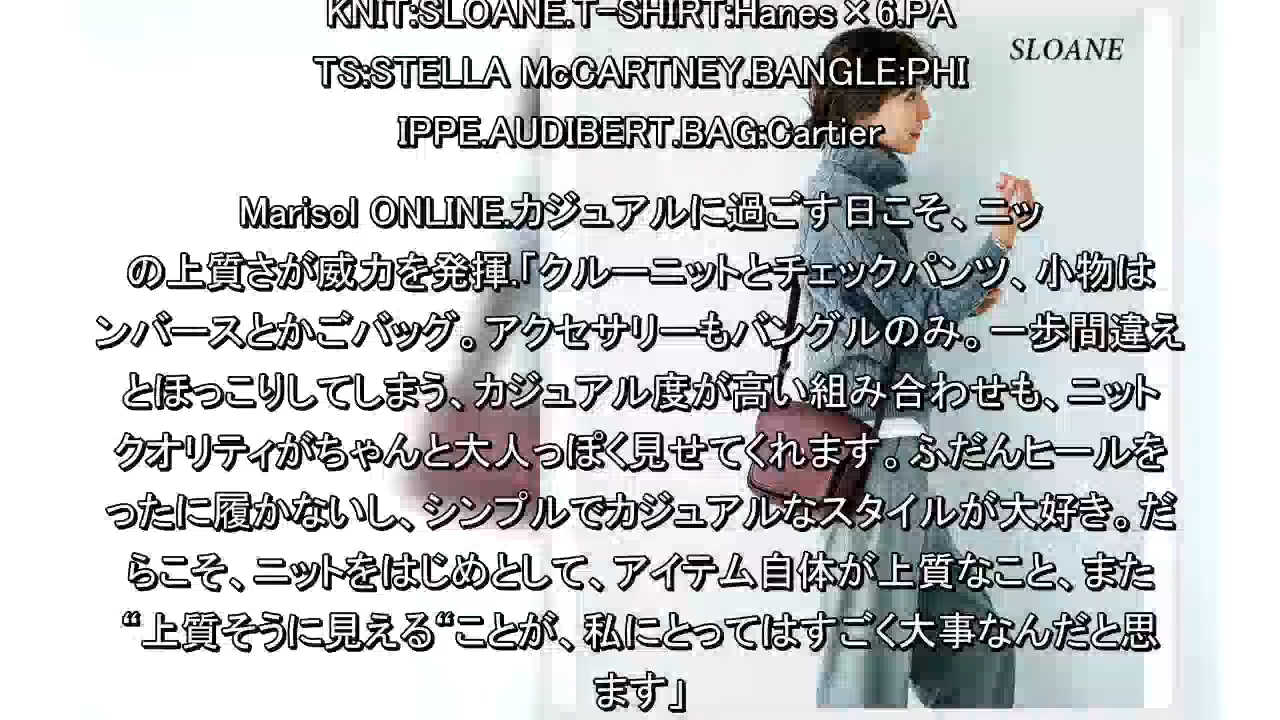 KNIT:SLOANE.T-SHIRT:Hanes×6.PA
TS:STELLA McCARTNEY.BANGLE:PHI
IPPE.AUDIBERT.BAG:Cartier
SLOANE
Marisol ONLINE.カジュアルに過ごす日こそ、ニッ
の上質さが威力を発揮.「クルーニットとチェックパンツ、小物は
ンバースとかごバッグ。アクセサリーもバングルのみ。一歩間違え
とほっこりしてしまう、カジュアル度が高い組み合わせも、ニット
クオリティがちゃんと大人っぽく見せてくれます。ふだんヒールを
ったに履かないし、シンプルでカジュアルなスタイルが大好き。だ
らこそ、ニットをはじめとして、アイテム自体が上質なこと、また
“上質そうに見える“ことが、私にとってはすごく大事なんだと思
ます」